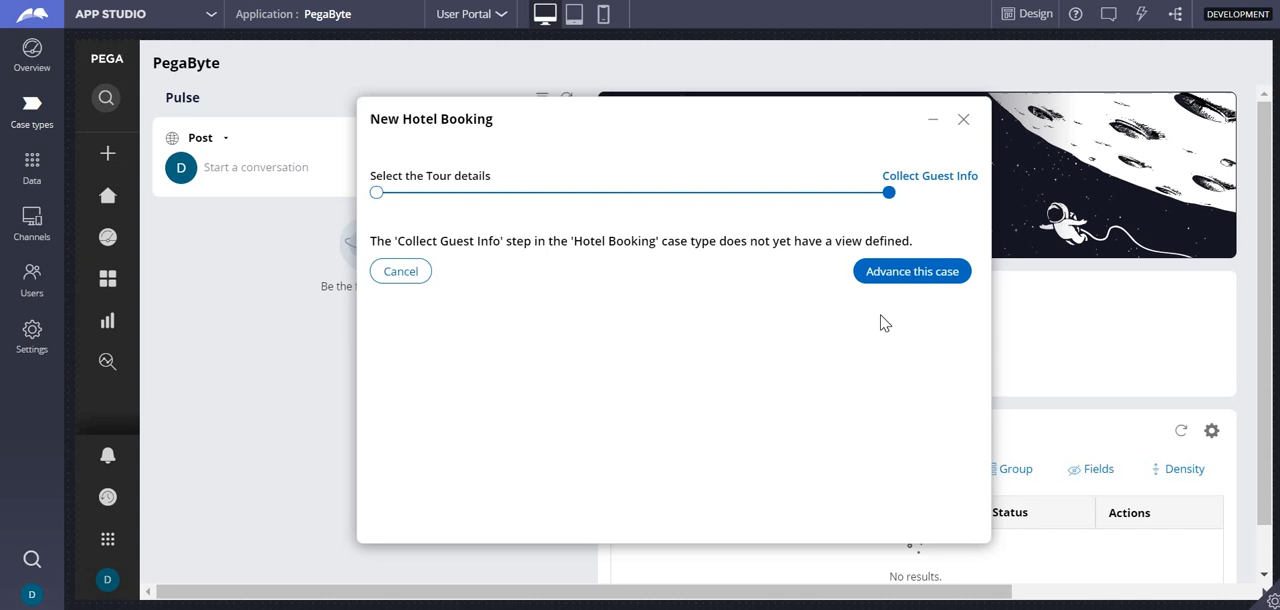 APP STUDIO
Application : PegaByte
User Portal
Design
DEVELOPMENT
Overview
Case types
Data
Channels
Users
Settings
D
PEGA
D
PegaByte
Pulse
Post
D
Start a conversation
Be the
New Hotel Booking
Select the Tour details
Collect Guest Info
The 'Collect Guest Info' step in the 'Hotel Booking' case type does not yet have a view defined.
Cancel
Advance this case
Group
Fields
Density
Status
Actions
No results.